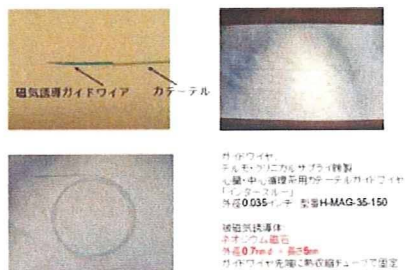 磁気誘導ガイドワイア
カテーテル
ガイドワイヤ
テルモ・クリニカルサプライ株製
心臓・中心循環系用カテーテルガイドワイヤ
「インタースルー」
外径0.035インチ 型番H-MAG-35-150
被磁気誘導体
ネオジウム磁石
外径0.7mm 長さ5mm
ガイドワイヤ先端に熱収縮チューブで固定